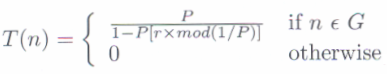 T(n) = { P / (1−P[r×mod(1/P)]) if n ϵ G
0 otherwise